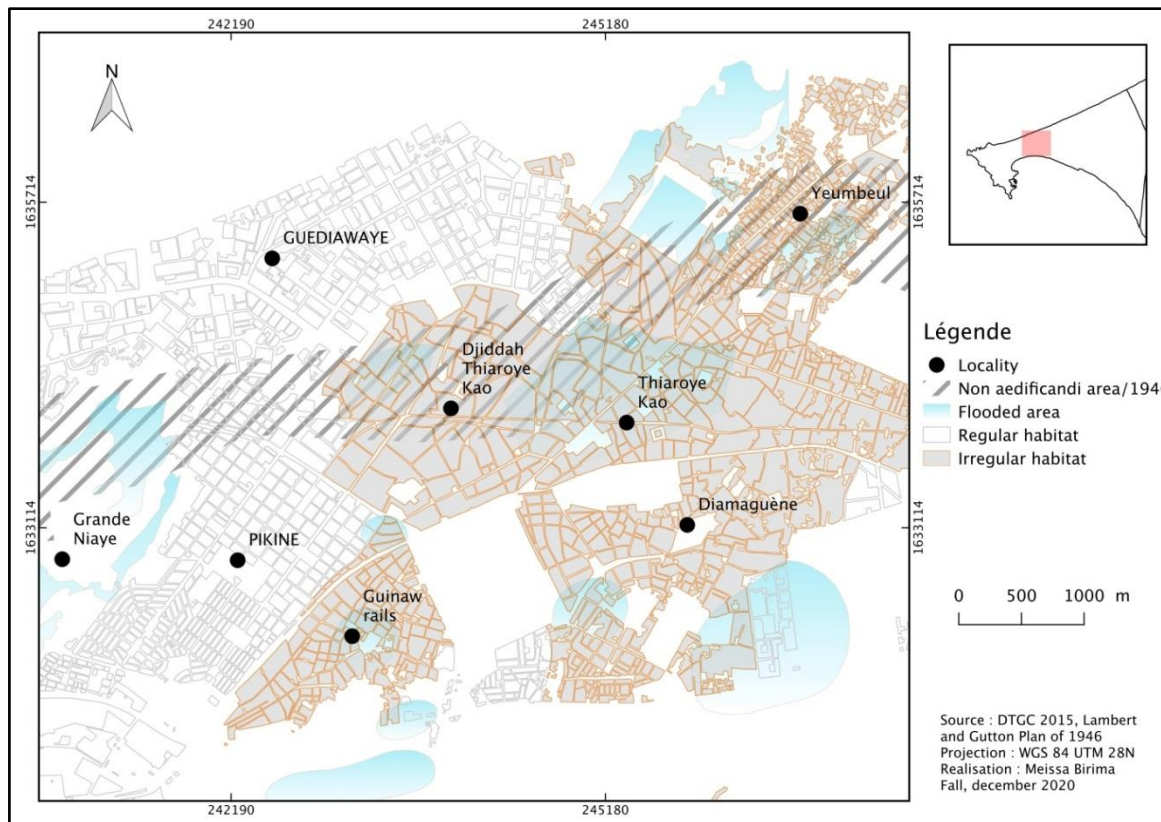 242190
245180
N
1635714
1635714
Yeumbeul
GUEDIAWAYE
Djiddah
Thiaroye
Kao
Thiaroye
Kao
Légende
Locality
Non aedificandi area/194
Flooded area
Regular habitat
Irregular habitat
1633114
1633114
Grande
Niaye
PIKINE
Diamaguène
Guinaw
rails
0 500 1000 m
Source : DTGC 2015, Lambert
and Gutton Plan of 1946
Projection : WGS 84 UTM 28N
Realisation : Meissa Birima
Fall, december 2020
242190
245180